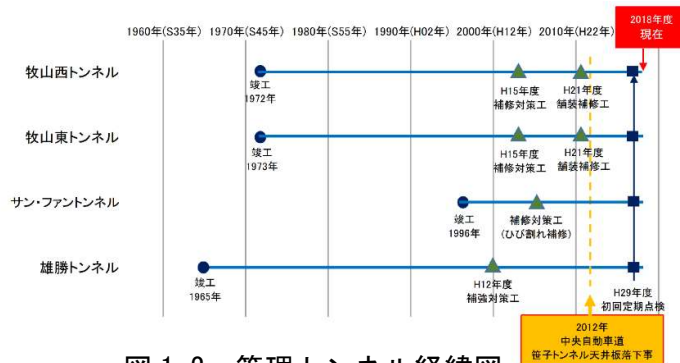 1960年(S35年) 1970年(S45年) 1980年(S55年) 1990年(H02年) 2000年(H12年) 2010年(H22年)
2018年度
現在
牧山西トンネル
竣工
1972年
H15年度
補修対策工
H21年度
舗装補修工
牧山東トンネル
竣工
1973年
H15年度
補修対策工
H21年度
舗装補修工
サン・ファントンネル
竣工
1996年
補修対策工
(ひび割れ補修)
雄勝トンネル
竣工
1965年
H12年度
補強対策工
H29年度
初回定期点検
2012年
中央自動車道
笹子トンネル天井板落下事
管理トンネル経緯図